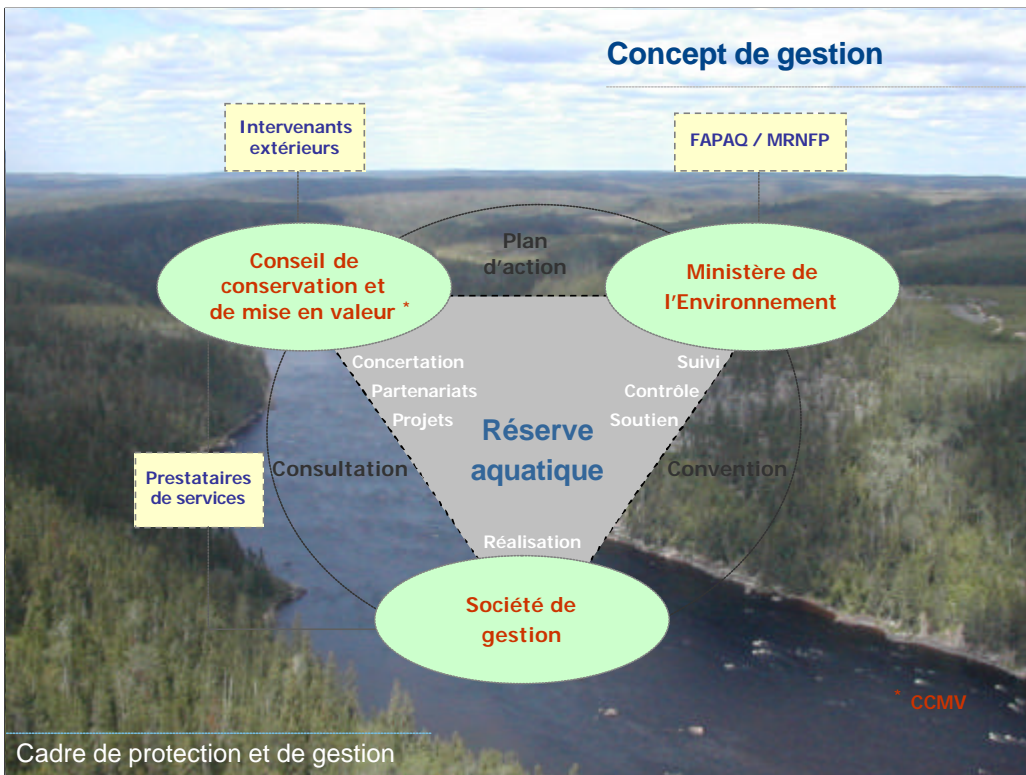 Concept de gestion
Intervenants
extérieurs
FAPAQ / MRNFP
Plan
d'action
Conseil de
conservation et
de mise en valeur *
Ministère de
l'Environnement
Concertation
Partenariats
Projets
Suivi
Contrôle
Soutien
Réserve
aquatique
Consultation
Convention
Prestataires
de services
Réalisation
Société de
gestion
* CCMV
Cadre de protection et de gestion